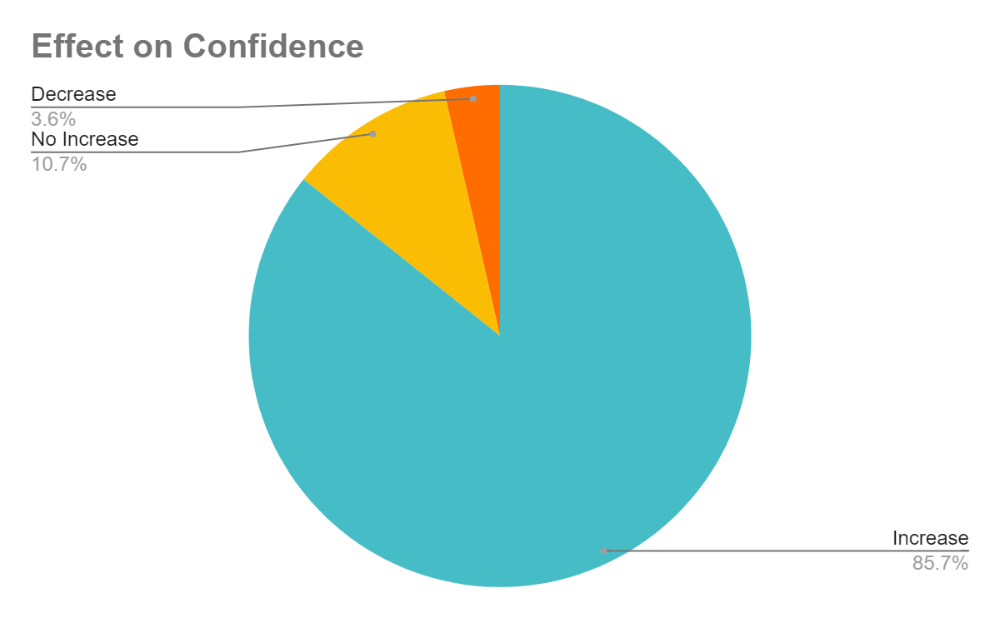 Effect on Confidence
Decrease
3.6%
No Increase
10.7%
Increase
85.7%